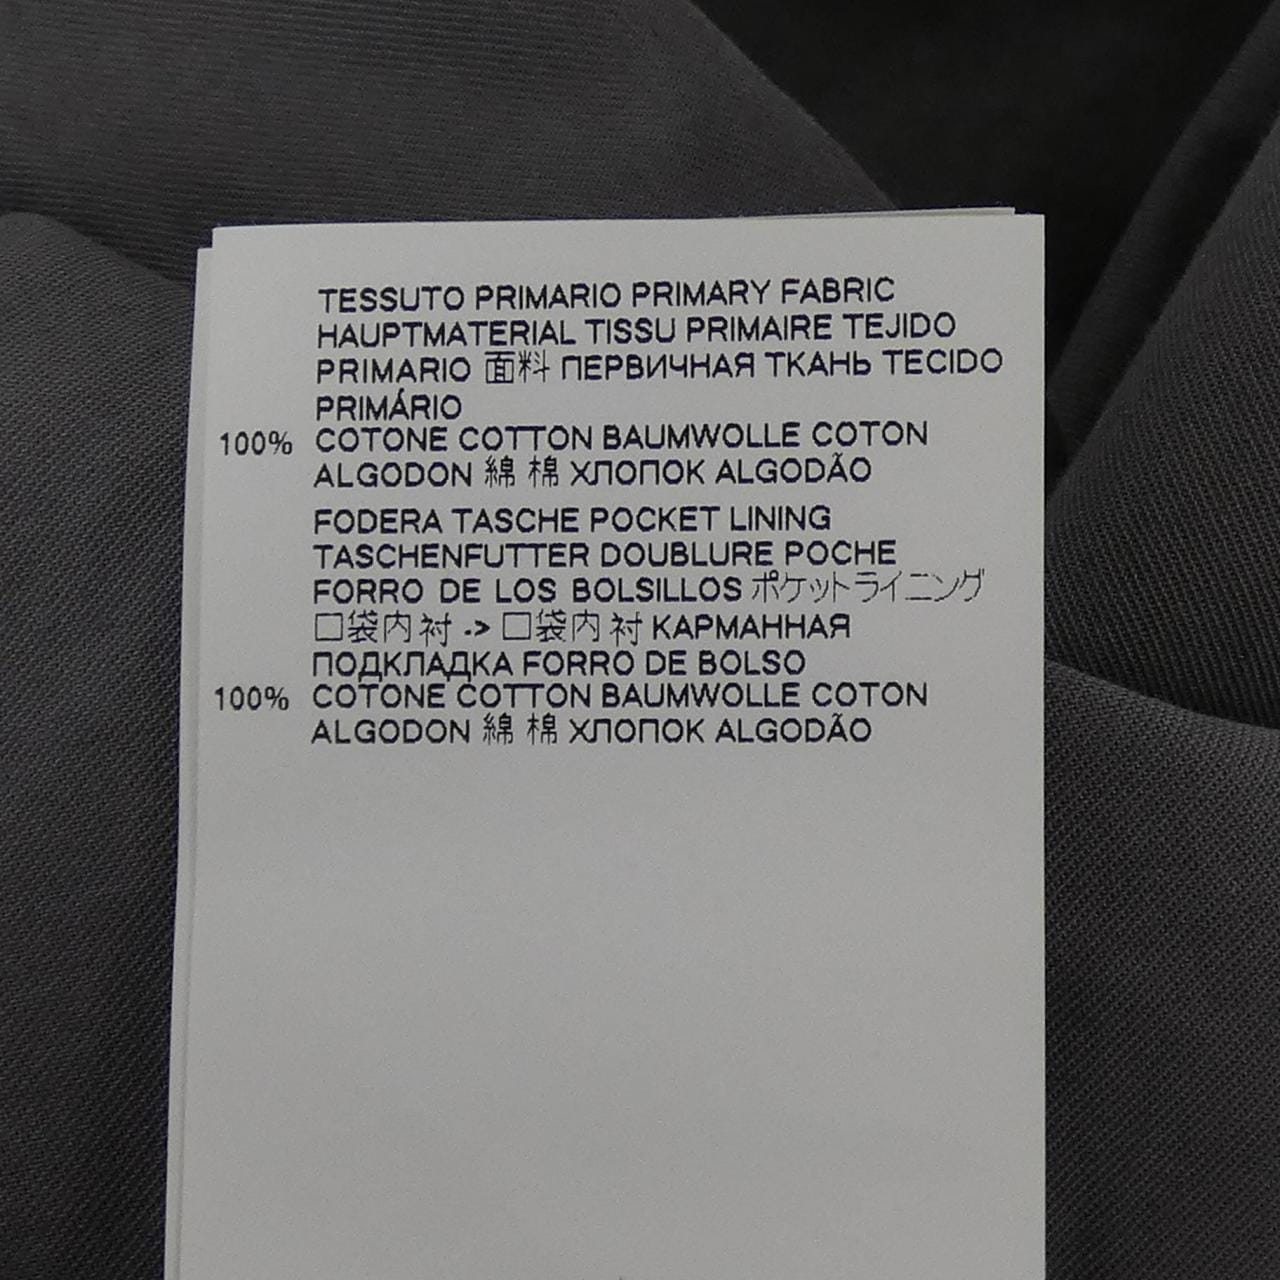 TESSUTO PRIMARIO PRIMARY FABRIC
HAUPTMATERIAL TISSU PRIMAIRE TEJIDO
PRIMARIO 面料 ПЕРВИЧНАЯ ТКАНЬ TECIDO
PRIMÁRIO
100% COTONE COTTON BAUMWOLLE COTON
ALGODON 綿 棉 ХЛОПОК ALGODÃO
FODERA TASCHE POCKET LINING
TASCHENFUTTER DOUBLURE POCHE
FORRO DE LOS BOLSILLOS ポケットライニング
口袋内衬 -> 口袋内衬 КАРМАННАЯ
ПОДКЛАДКА FORRO DE BOLSO
100% COTONE COTTON BAUMWOLLE COTON
ALGODON 綿 棉 ХЛОПОК ALGODÃO